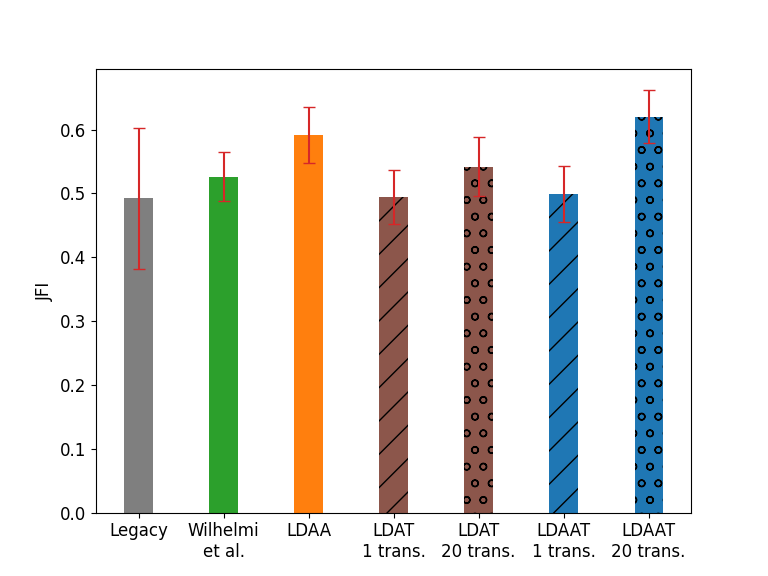 0.6
0.5
0.4
0.3
0.2
0.1
0.0
JFI
Legacy
Wilhelmi
et al.
LDAA
LDAT
1 trans.
LDAT
20 trans.
LDAAT
1 trans.
LDAAT
20 trans.